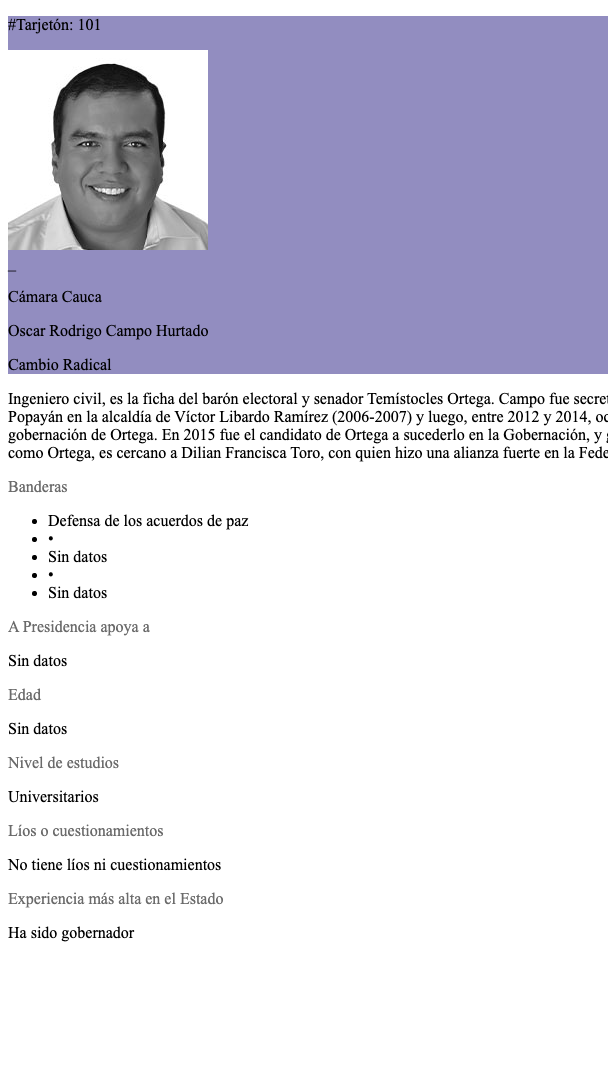 #Tarjetón: 101
_
Cámara Cauca
Oscar Rodrigo Campo Hurtado
Cambio Radical
Ingeniero civil, es la ficha del barón electoral y senador Temístocles Ortega. Campo fue
Popayán en la alcaldía de Víctor Libardo Ramírez (2006-2007) y luego, entre 2012 y 2014,
gobernación de Ortega. En 2015 fue el candidato de Ortega a sucederlo en la Gobernación, y
como Ortega, es cercano a Dilian Francisca Toro, con quien hizo una alianza fuerte en la
Banderas
• Defensa de los acuerdos de paz
• •
• Sin datos
• •
• Sin datos
A Presidencia apoya a
Sin datos
Edad
Sin datos
Nivel de estudios
Universitarios
Líos o cuestionamientos
No tiene líos ni cuestionamientos
Experiencia más alta en el Estado
Ha sido gobernador